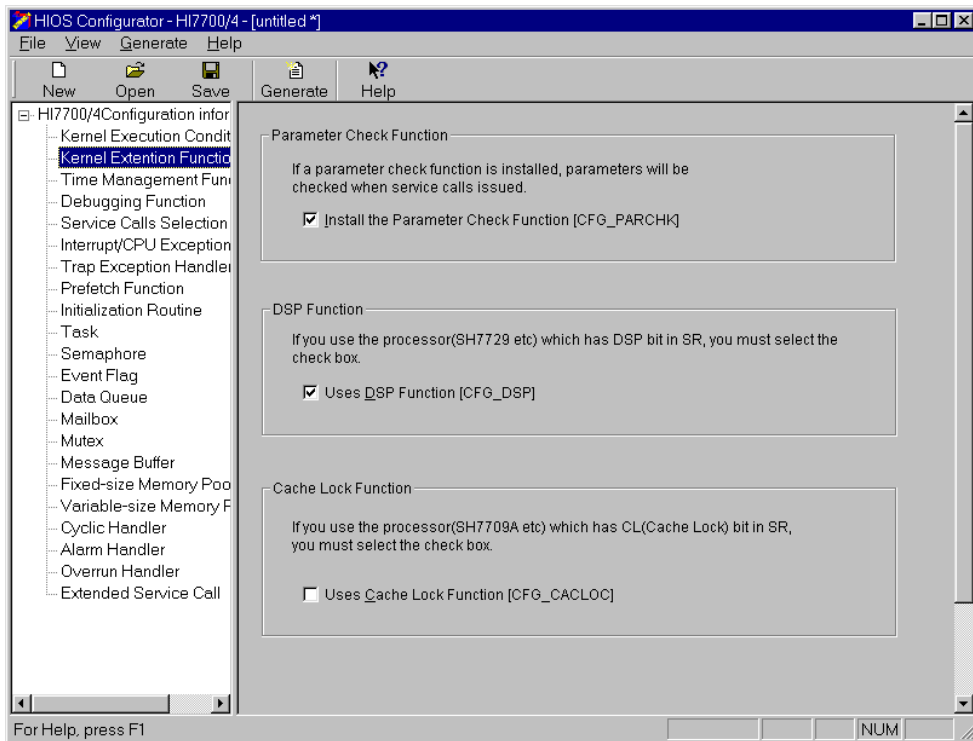 HIOS Configurator - HI7700/4 - [untitled *]
File View Generate Help
New Open Save Generate Help
HI7700/4Configuration infor
Kernel Execution Condit
Kernel Extention Functio
Time Management Fun
Debugging Function
Service Calls Selection
Interrupt/CPU Exception
Trap Exception Handler
Prefetch Function
Initialization Routine
Task
Semaphore
Event Flag
Data Queue
Mailbox
Mutex
Message Buffer
Fixed-size Memory Poo
Variable-size Memory P
Cyclic Handler
Alarm Handler
Overrun Handler
Extended Service Call
Parameter Check Function
If a parameter check function is installed, parameters will be
checked when service calls issued.
Install the Parameter Check Function [CFG_PARCHK]
DSP Function
If you use the processor(SH7729 etc) which has DSP bit in SR, you must select the
check box.
Uses DSP Function [CFG_DSP]
Cache Lock Function
If you use the processor(SH7709A etc) which has CL(Cache Lock) bit in SR,
you must select the check box.
Uses Cache Lock Function [CFG_CACLOC]
For Help, press F1
NUM